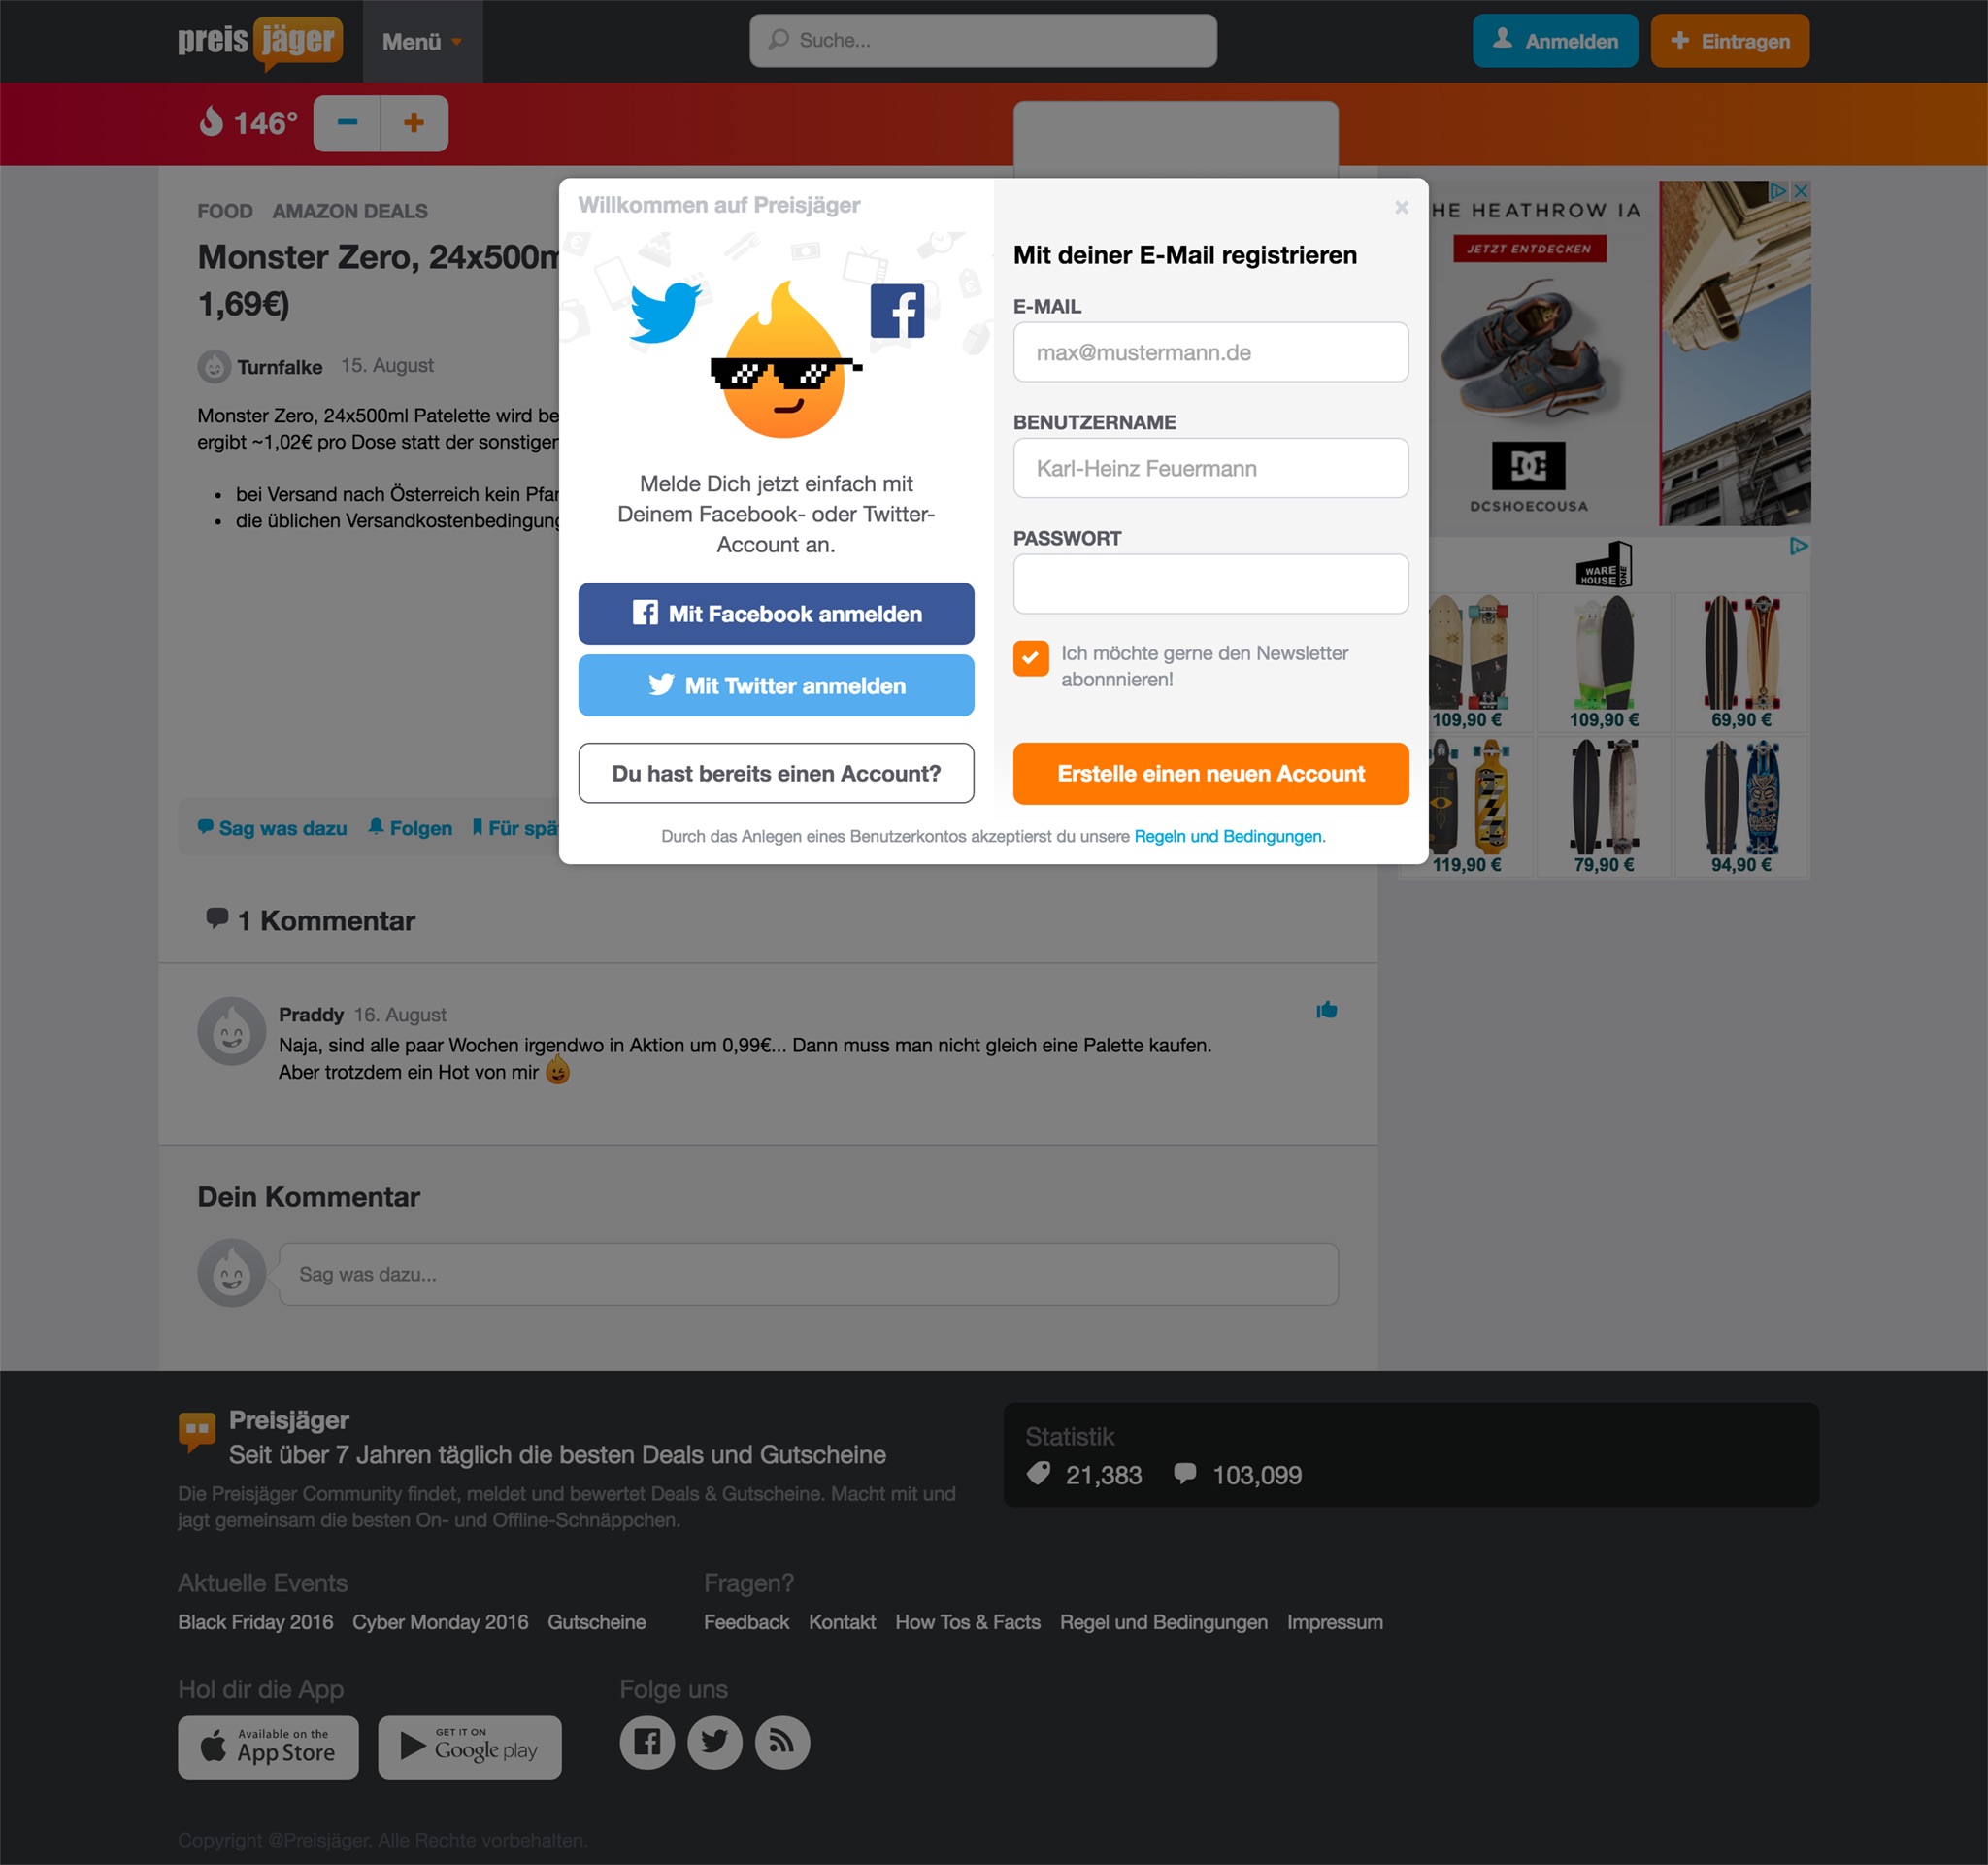 preis jäger
Menü
Suche...
Anmelden
Eintragen
146°
FOOD AMAZON DEALS
Monster Zero, 24x500m
1,69€)
Turnfalke 15. August
Monster Zero, 24x500ml Patelette wird be
ergibt ~1,02€ pro Dose statt der sonstiger
bei Versand nach Österreich kein Pfan
die üblichen Versandkostenbedingung
Sag was dazu Folgen Für spä
Willkommen auf Preisjäger
Melde Dich jetzt einfach mit
Deinem Facebook- oder Twitter-
Account an.
Mit Facebook anmelden
Mit Twitter anmelden
Du hast bereits einen Account?
×
Mit deiner E-Mail registrieren
E-MAIL
max@mustermann.de
BENUTZERNAME
Karl-Heinz Feuermann
PASSWORT
Ich möchte gerne den Newsletter
abonnnieren!
Erstelle einen neuen Account
Durch das Anlegen eines Benutzerkontos akzeptierst du unsere Regeln und Bedingungen.
HE HEATHROW IA
JETZT ENTDECKEN
DC
DCSHOECOUSA
WARE
HOUSE ONE
109,90 € 109,90 € 69,90 €
119,90 € 79,90 € 94,90 €
1 Kommentar
Praddy 16. August
Naja, sind alle paar Wochen irgendwo in Aktion um 0,99€... Dann muss man nicht gleich eine Palette kaufen.
Aber trotzdem ein Hot von mir
Dein Kommentar
Sag was dazu...
Preisjäger
Seit über 7 Jahren täglich die besten Deals und Gutscheine
Die Preisjäger Community findet, meldet und bewertet Deals & Gutscheine. Macht mit und
jagt gemeinsam die besten On- und Offline-Schnäppchen.
Statistik
21,383 103,099
Aktuelle Events
Black Friday 2016 Cyber Monday 2016 Gutscheine
Fragen?
Feedback Kontakt How Tos & Facts Regel und Bedingungen Impressum
Hol dir die App
Available on the
App Store
GET IT ON
Google play
Folge uns
Copyright @Preisjäger. Alle Rechte vorbehalten.